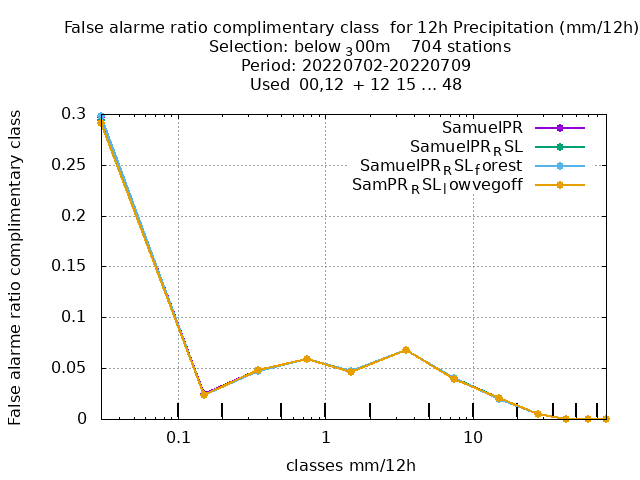 False alarme ratio complimentary class  for 12h Precipitation (mm/12h)
Selection: below ₃00m    704 stations
Period: 20220702-20220709
Used  00,12  + 12 15 ... 48
False alarme ratio complimentary class
0.3
0.25
0.2
0.15
0.1
0.05
0
SamuelPR
SamuelPR_RSL
SamuelPR_RSL_forest
SamPR_RSL_lowvegoff
0.1
1
10
classes mm/12h